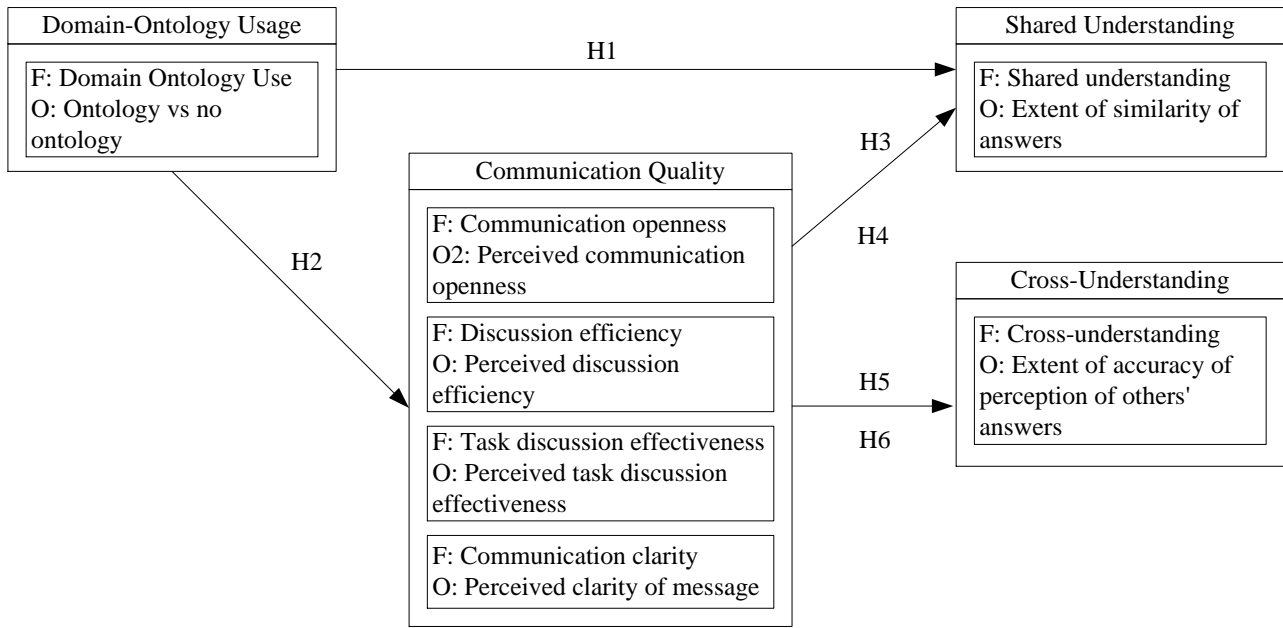 Domain-Ontology Usage
F: Domain Ontology Use
O: Ontology vs no
ontology
H1
Shared Understanding
F: Shared understanding
O: Extent of similarity of
answers
H2
H3
H4
Communication Quality
F: Communication openness
O2: Perceived communication
openness
F: Discussion efficiency
O: Perceived discussion
efficiency
F: Task discussion effectiveness
O: Perceived task discussion
effectiveness
F: Communication clarity
O: Perceived clarity of message
H5
H6
Cross-Understanding
F: Cross-understanding
O: Extent of accuracy of
perception of others'
answers